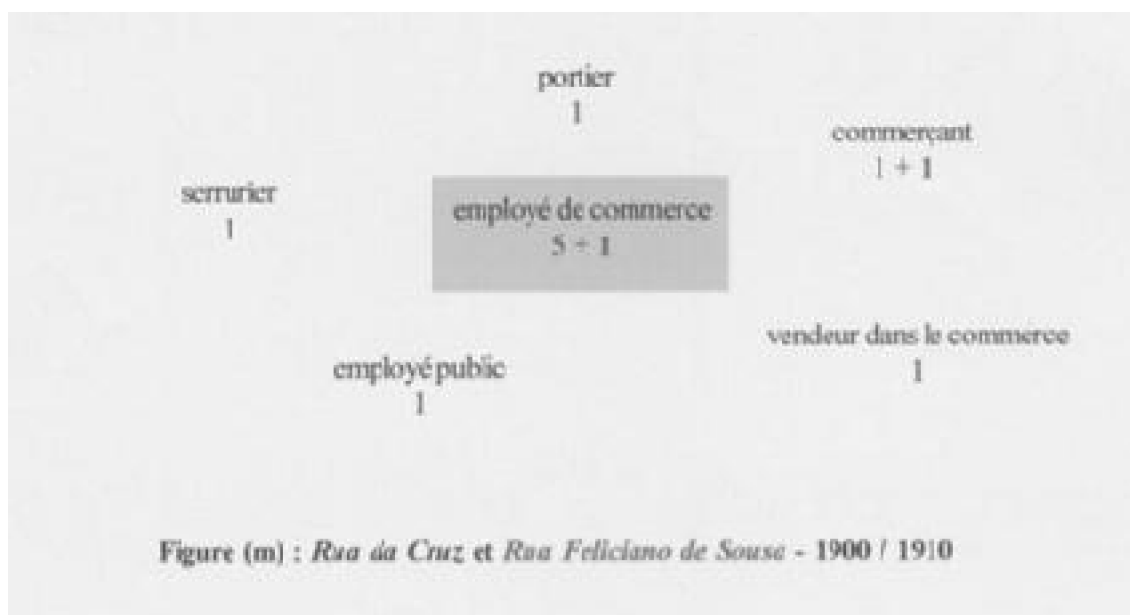 portier
1
commerçant
1 + 1
serrurier
1
employé de commerce
5 + 1
vendeur dans le commerce
1
employé public
1
Figure (m) : Rua da Cruz et Rua Feliciano de Sousa - 1900 / 1910